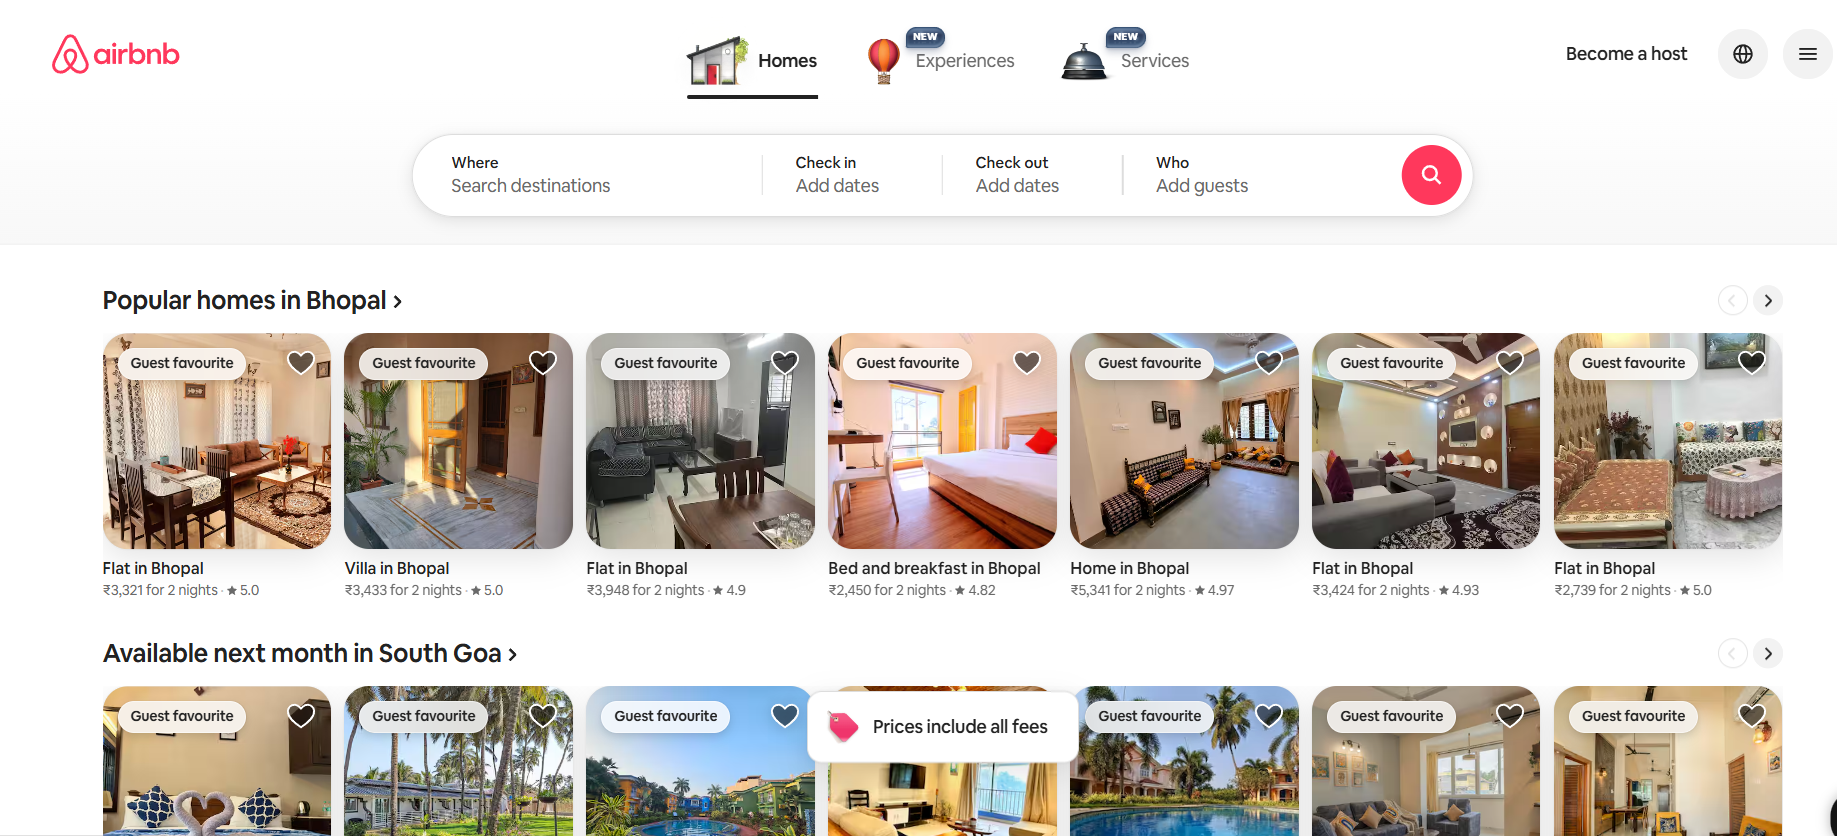 airbnb
Homes
NEW
Experiences
NEW
Services
Become a host
Where
Search destinations
Check in
Add dates
Check out
Add dates
Who
Add guests
Popular homes in Bhopal
Guest favourite
Flat in Bhopal
₹3,321 for 2 nights · ★ 5.0
Guest favourite
Villa in Bhopal
₹3,433 for 2 nights · ★ 5.0
Guest favourite
Flat in Bhopal
₹3,948 for 2 nights · ★ 4.9
Guest favourite
Bed and breakfast in Bhopal
₹2,450 for 2 nights · ★ 4.82
Guest favourite
Home in Bhopal
₹5,341 for 2 nights · ★ 4.97
Guest favourite
Flat in Bhopal
₹3,424 for 2 nights · ★ 4.93
Guest favourite
Flat in Bhopal
₹2,739 for 2 nights · ★ 5.0
Available next month in South Goa
Guest favourite
Guest favourite
Guest favourite
Prices include all fees
Guest favourite
Guest favourite
Guest favourite